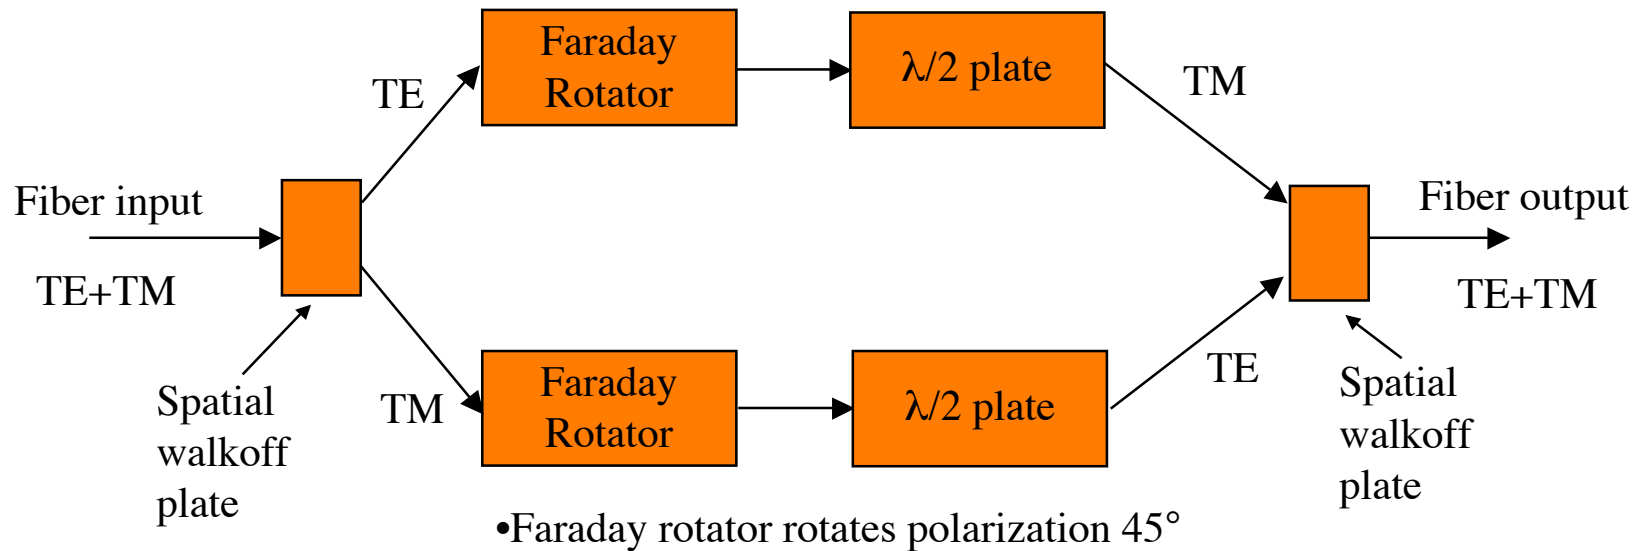 Faraday
Rotator
λ/2 plate
TE
TM
Fiber input
TE+TM
Fiber output
TE+TM
Spatial
walkoff
plate
TM
Faraday
Rotator
λ/2 plate
TE
Spatial
walkoff
plate
•Faraday rotator rotates polarization 45°